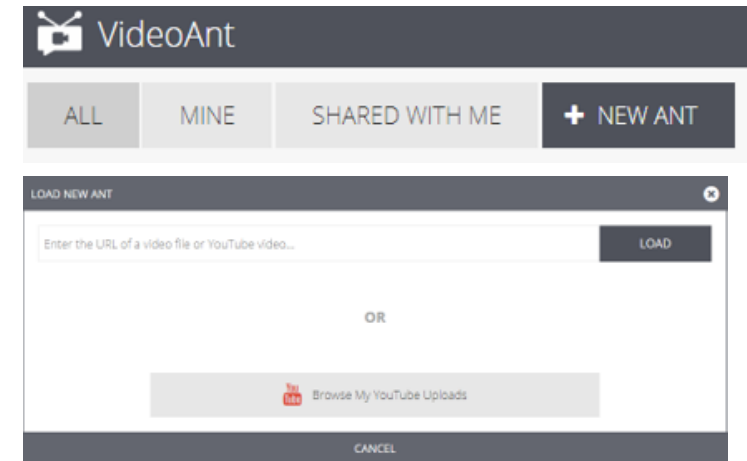 VideoAnt
ALL MINE SHARED WITH ME + NEW ANT
LOAD NEW ANT
Enter the URL of a video file or YouTube video... LOAD
OR
You Tube Browse My YouTube Uploads
CANCEL